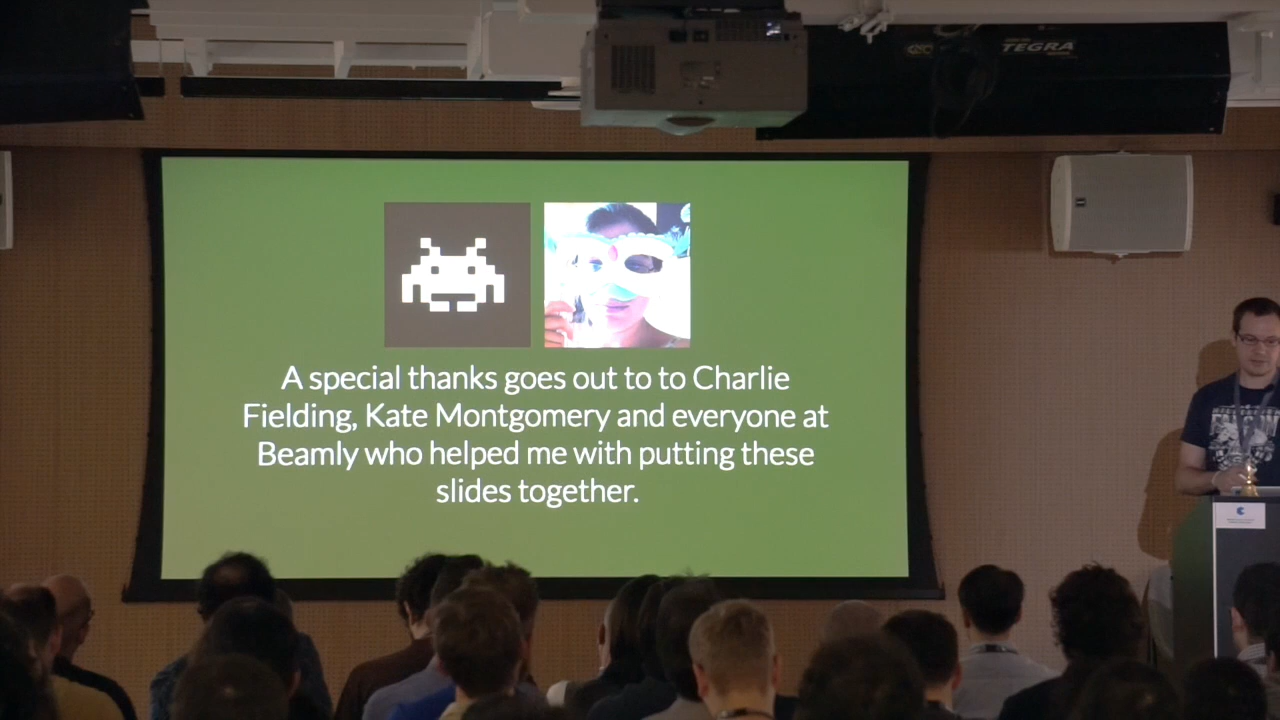 TEGRA
A special thanks goes out to to Charlie
Fielding, Kate Montgomery and everyone at
Beamly who helped me with putting these
slides together.